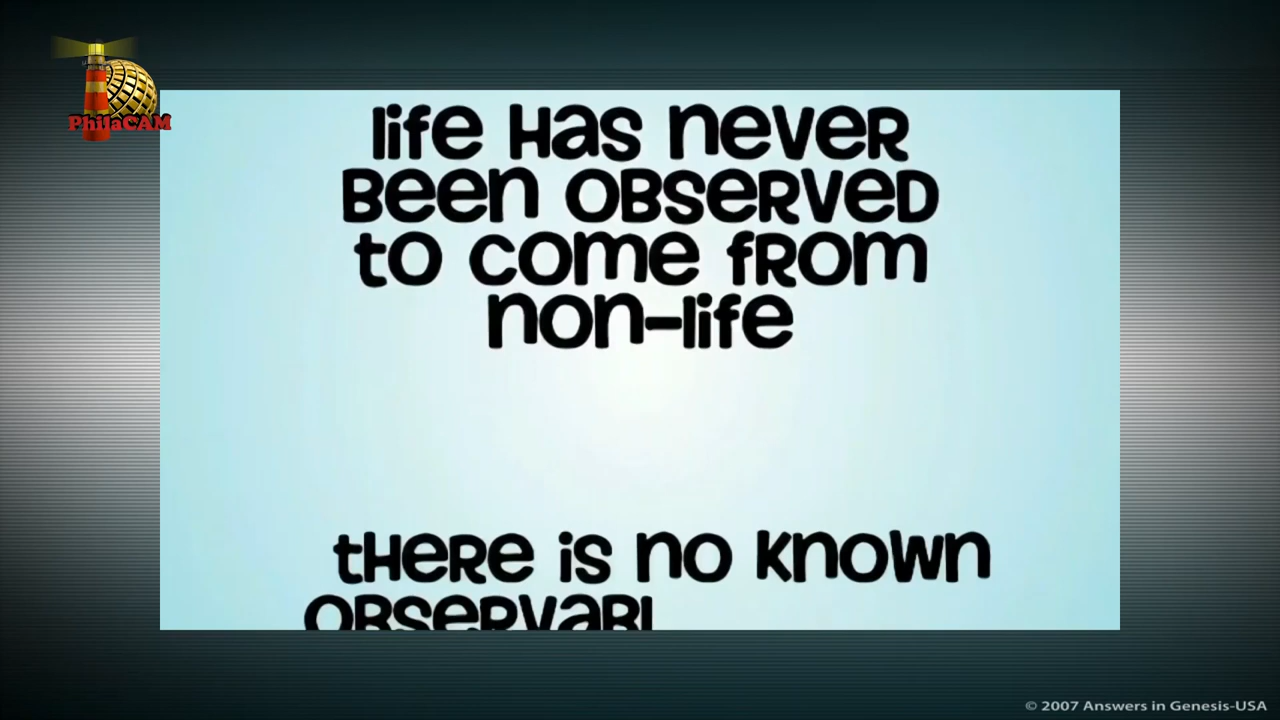 PhilaCAM
life has never
been observed
to come from
non-life
there is no known
© 2007 Answers in Genesis-USA